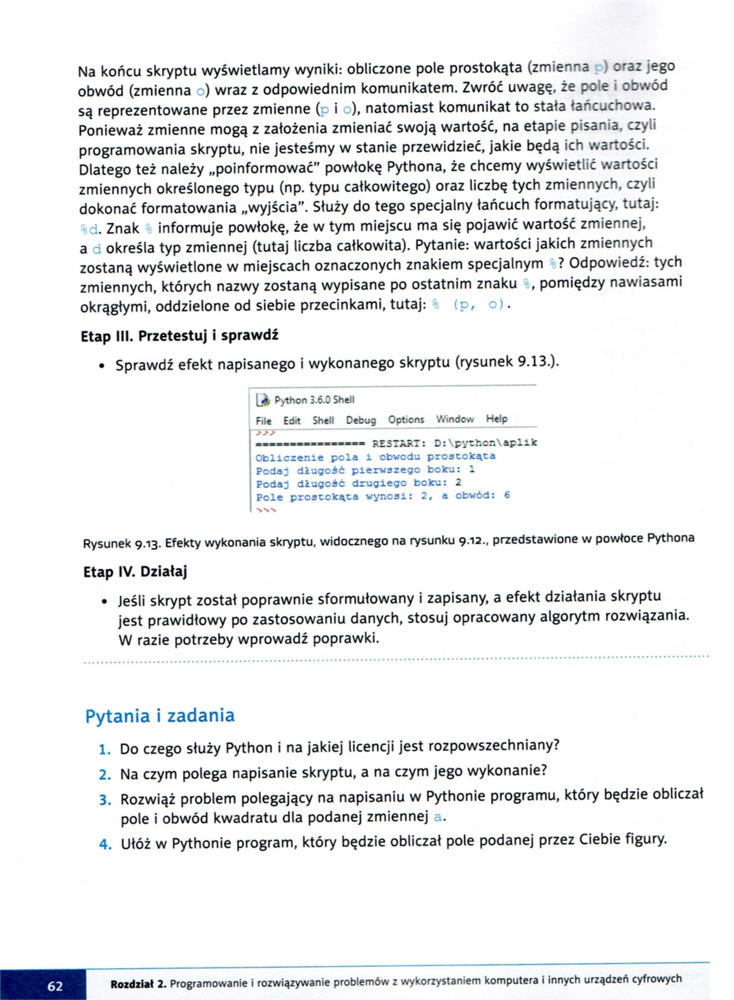 Na końcu skryptu wyświetlamy wyniki: obliczone pole prostokąta (zmienna p) oraz jego
obwód (zmienna o) wraz z odpowiednim komunikatem. Zwróć uwagę, że pole i obwód
są reprezentowane przez zmienne (p i o), natomiast komunikat to stała łańcuchowa.
Ponieważ zmienne mogą z założenia zmieniać swoją wartość, na etapie pisania, czyli
programowania skryptu, nie jesteśmy w stanie przewidzieć, jakie będą ich wartości.
Dlatego też należy „poinformować” powłokę Pythona, że chcemy wyświetlić wartości
zmiennych określonego typu (np. typu całkowitego) oraz liczbę tych zmiennych, czyli
dokonać formatowania „wyjścia”. Służy do tego specjalny łańcuch formatujący, tutaj:
%d. Znak % informuje powłokę, że w tym miejscu ma się pojawić wartość zmiennej,
a d określa typ zmiennej (tutaj liczba całkowita). Pytanie: wartości jakich zmiennych
zostaną wyświetlone w miejscach oznaczonych znakiem specjalnym %? Odpowiedź: tych
zmiennych, których nazwy zostaną wypisane po ostatnim znaku %, pomiędzy nawiasami
okrągłymi, oddzielone od siebie przecinkami, tutaj: % (p, o).
Etap III. Przetestuj i sprawdź
• Sprawdź efekt napisanego i wykonanego skryptu (rysunek 9.13.).
Python 3.6.0 Shell
File Edit Shell Debug Options Window Help
>>>
================ RESTART: D:\python\aplik
Obliczenie pola i obwodu prostokąta
Podaj długość pierwszego boku: 1
Podaj długość drugiego boku: 2
Pole prostokąta wynosi: 2, a obwód: 6
>>>
Rysunek 9.13. Efekty wykonania skryptu, widocznego na rysunku 9.12., przedstawione w powłoce Pythona
Etap IV. Działaj
• Jeśli skrypt został poprawnie sformułowany i zapisany, a efekt działania skryptu
jest prawidłowy po zastosowaniu danych, stosuj opracowany algorytm rozwiązania.
W razie potrzeby wprowadź poprawki.
Pytania i zadania
1. Do czego służy Python i na jakiej licencji jest rozpowszechniany?
2. Na czym polega napisanie skryptu, a na czym jego wykonanie?
3. Rozwiąż problem polegający na napisaniu w Pythonie programu, który będzie obliczał
pole i obwód kwadratu dla podanej zmiennej a.
4. Ułóż w Pythonie program, który będzie obliczał pole podanej przez Ciebie figury.
62
Rozdział 2. Programowanie i rozwiązywanie problemów z wykorzystaniem komputera i innych urządzeń cyfrowych